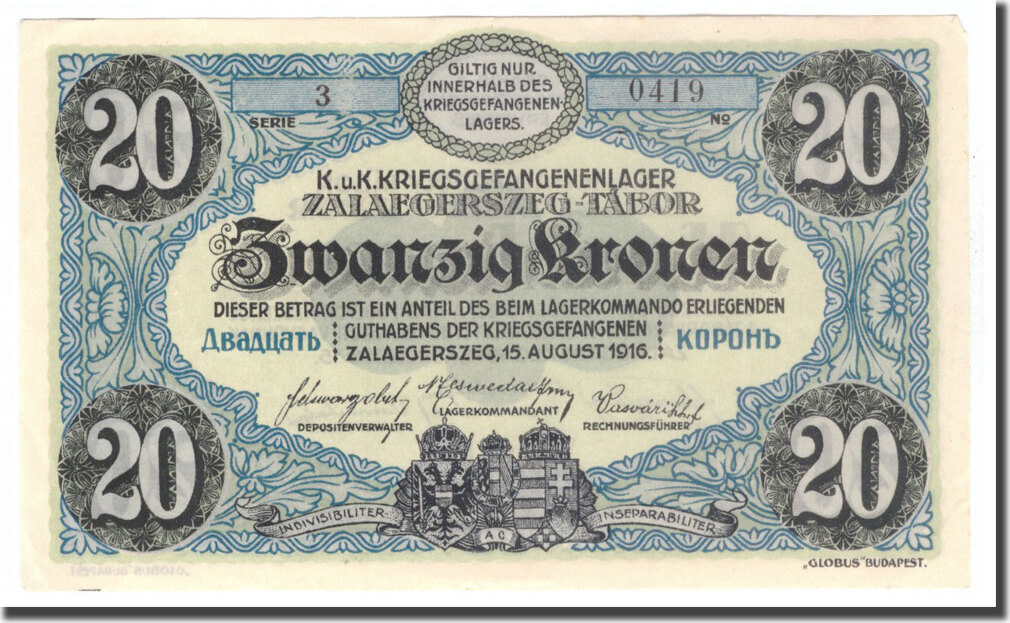 20
3
SERIE
GILTIG NUR
INNERHALB DES
KRIEGSGEFANGENEN-
LAGERS.
0419
No
20
K.u.K. KRIEGSGEFANGENENLAGER
ZALAEGERSZEG-TÁBOR
Zwanzig Kronen
DIESER BETRAG IST EIN ANTEIL DES BEIM LAGERKOMMANDO ERLIEGENDEN
Двадцать
GUTHABENS DER KRIEGSGEFANGENEN
ZALAEGERSZEG, 15. AUGUST 1916.
КОРОНЪ
DEPOSITENVERWALTER
LAGERKOMMANDANT
Vasvári
RECHNUNGSFÜHRER
20
INDIVISIBILITER
AC
INSEPARABILITER
20
„GLOBUS" BUDAPEST.